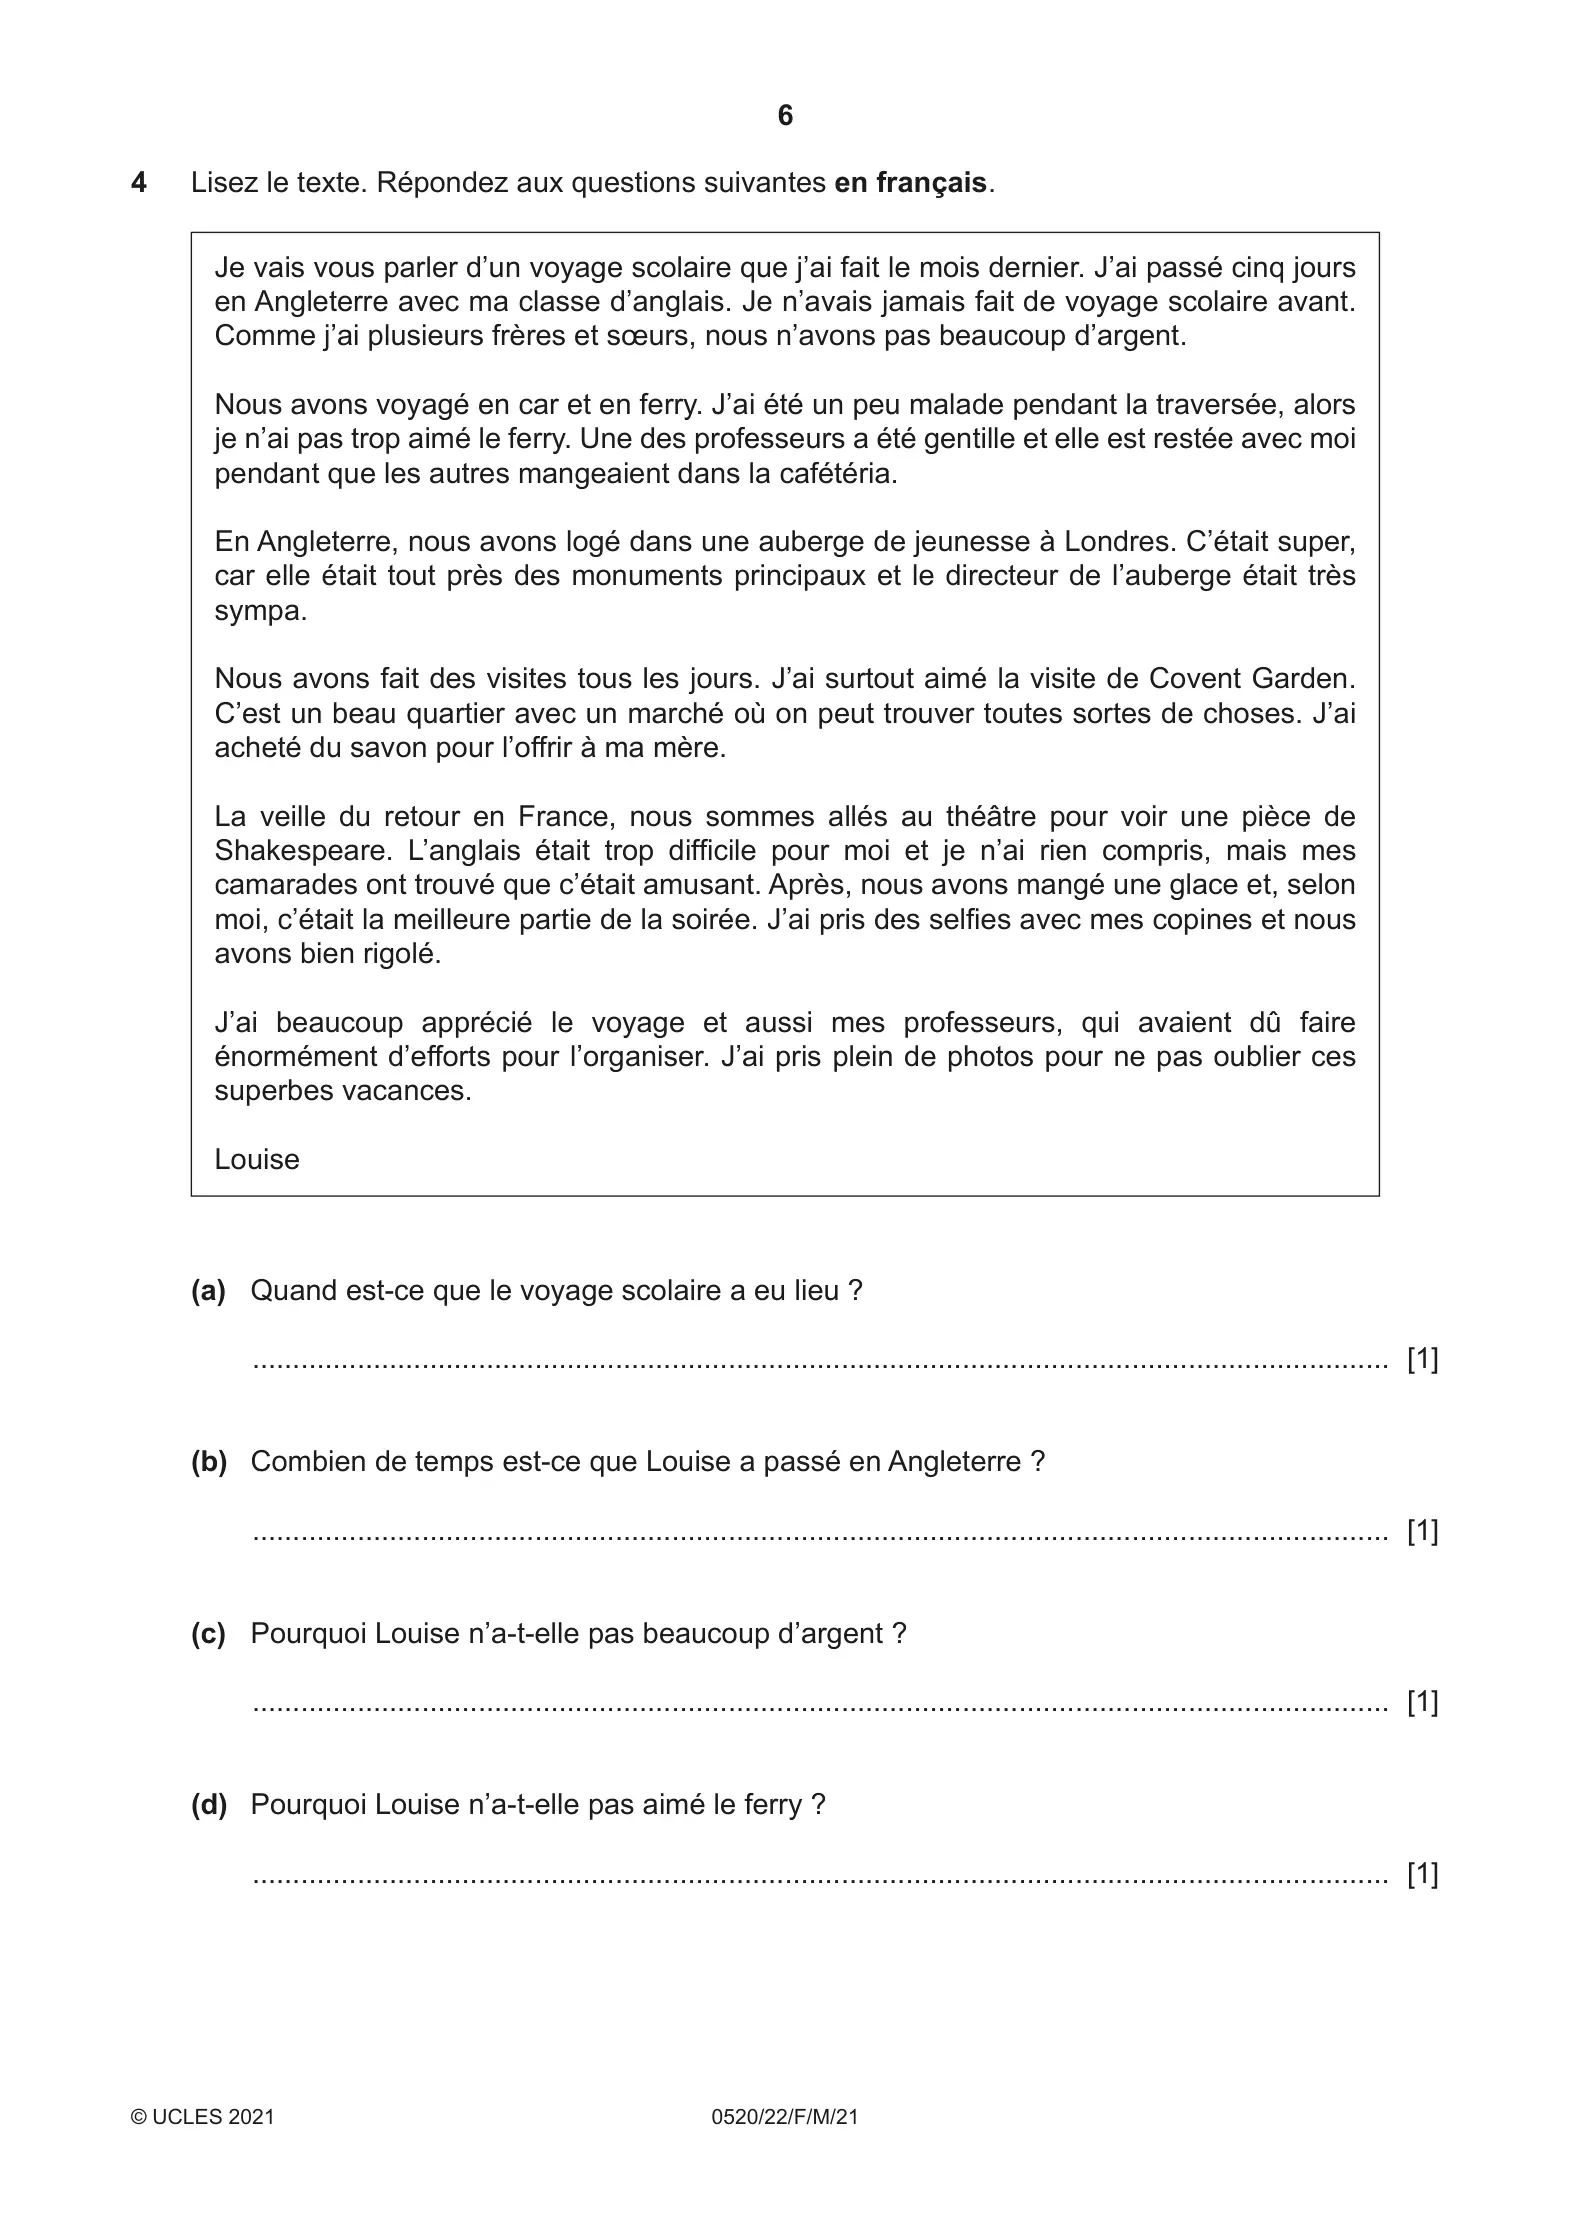 6
4 Lisez le texte. Répondez aux questions suivantes en français.
Je vais vous parler d’un voyage scolaire que j’ai fait le mois dernier. J’ai passé cinq jours
en Angleterre avec ma classe d’anglais. Je n’avais jamais fait de voyage scolaire avant.
Comme j’ai plusieurs frères et sœurs, nous n’avons pas beaucoup d’argent.
Nous avons voyagé en car et en ferry. J’ai été un peu malade pendant la traversée, alors
je n’ai pas trop aimé le ferry. Une des professeurs a été gentille et elle est restée avec moi
pendant que les autres mangeaient dans la cafétéria.
En Angleterre, nous avons logé dans une auberge de jeunesse à Londres. C’était super,
car elle était tout près des monuments principaux et le directeur de l’auberge était très
sympa.
Nous avons fait des visites tous les jours. J’ai surtout aimé la visite de Covent Garden.
C’est un beau quartier avec un marché où on peut trouver toutes sortes de choses. J’ai
acheté du savon pour l’offrir à ma mère.
La veille du retour en France, nous sommes allés au théâtre pour voir une pièce de
Shakespeare. L’anglais était trop difficile pour moi et je n’ai rien compris, mais mes
camarades ont trouvé que c’était amusant. Après, nous avons mangé une glace et, selon
moi, c’était la meilleure partie de la soirée. J’ai pris des selfies avec mes copines et nous
avons bien rigolé.
J’ai beaucoup apprécié le voyage et aussi mes professeurs, qui avaient dû faire
énormément d’efforts pour l’organiser. J’ai pris plein de photos pour ne pas oublier ces
superbes vacances.
Louise
(a) Quand est-ce que le voyage scolaire a eu lieu ?
[1]
(b) Combien de temps est-ce que Louise a passé en Angleterre ?
[1]
(c) Pourquoi Louise n’a-t-elle pas beaucoup d’argent ?
[1]
(d) Pourquoi Louise n’a-t-elle pas aimé le ferry ?
[1]
© UCLES 2021 0520/22/F/M/21